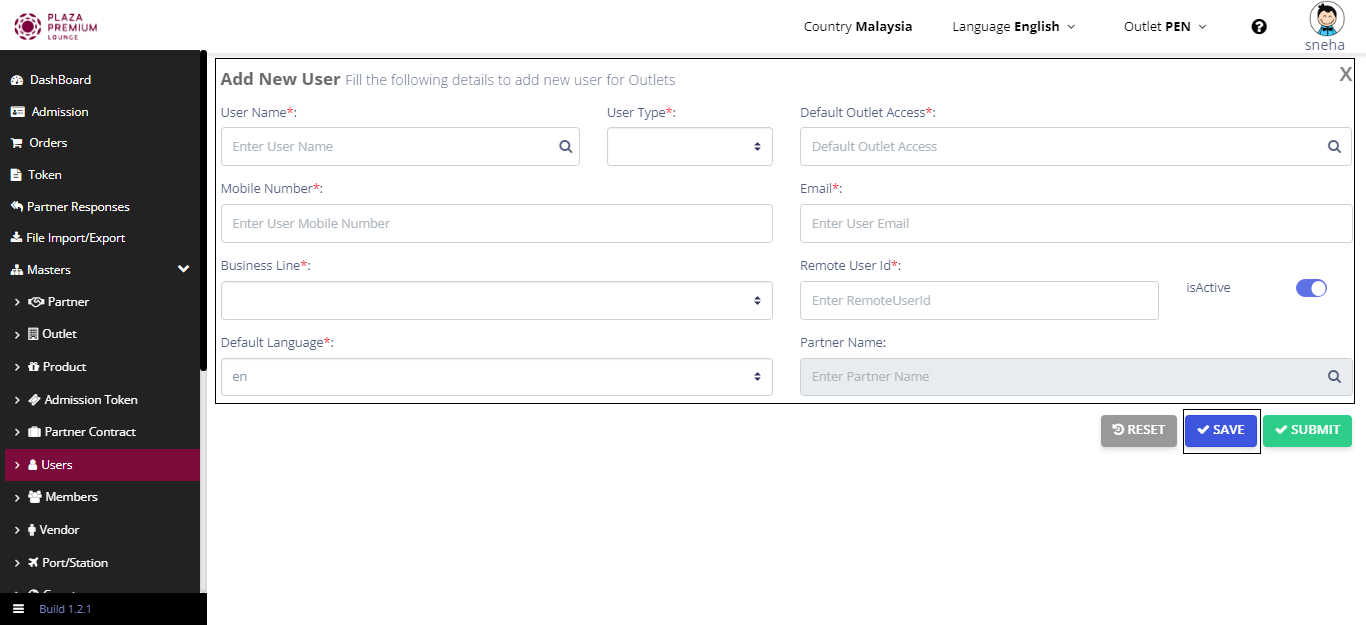 PLAZA
PREMIUM
LOUNGE
Country Malaysia
Language English
Outlet PEN
sneha
DashBoard
Admission
Orders
Token
Partner Responses
File Import/Export
Masters
Partner
Outlet
Product
Admission Token
Partner Contract
Users
Members
Vendor
Port/Station
Build 1.2.1
Add New User Fill the following details to add new user for Outlets
X
User Name*:
User Type*:
Default Outlet Access*:
Enter User Name
Default Outlet Access
Mobile Number*:
Email*:
Enter User Mobile Number
Enter User Email
Business Line*:
Remote User Id*:
Enter RemoteUserId
isActive
Default Language*:
Partner Name:
en
Enter Partner Name
RESET
SAVE
SUBMIT